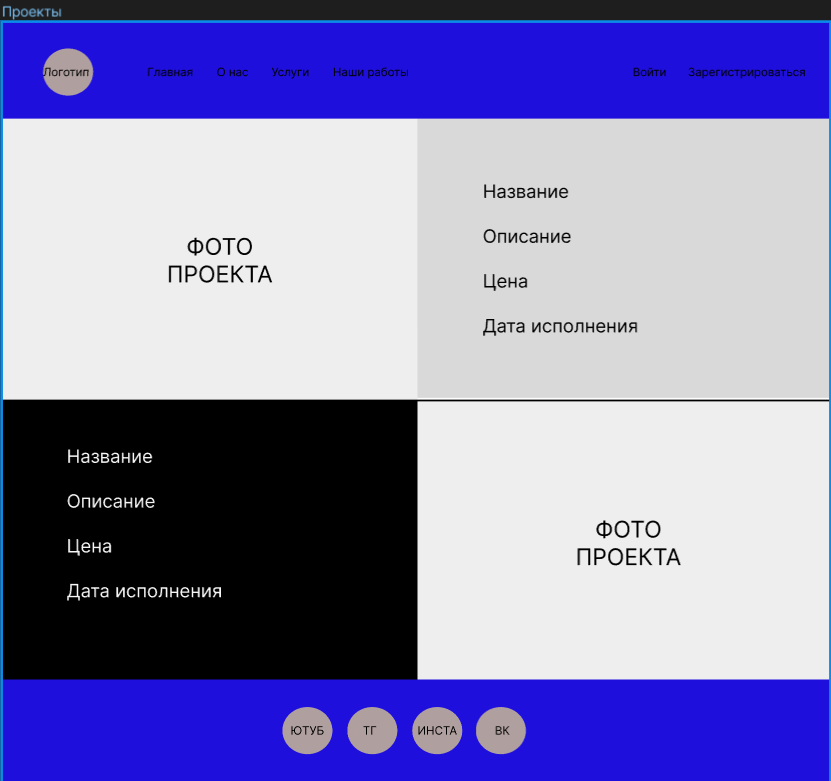 Проекты
Логотип Главная О нас Услуги Наши работы Войти Зарегистрироваться
ФОТО
ПРОЕКТА
Название
Описание
Цена
Дата исполнения
Название
Описание
Цена
Дата исполнения
ФОТО
ПРОЕКТА
ЮТУБ ТГ ИНСТА ВК